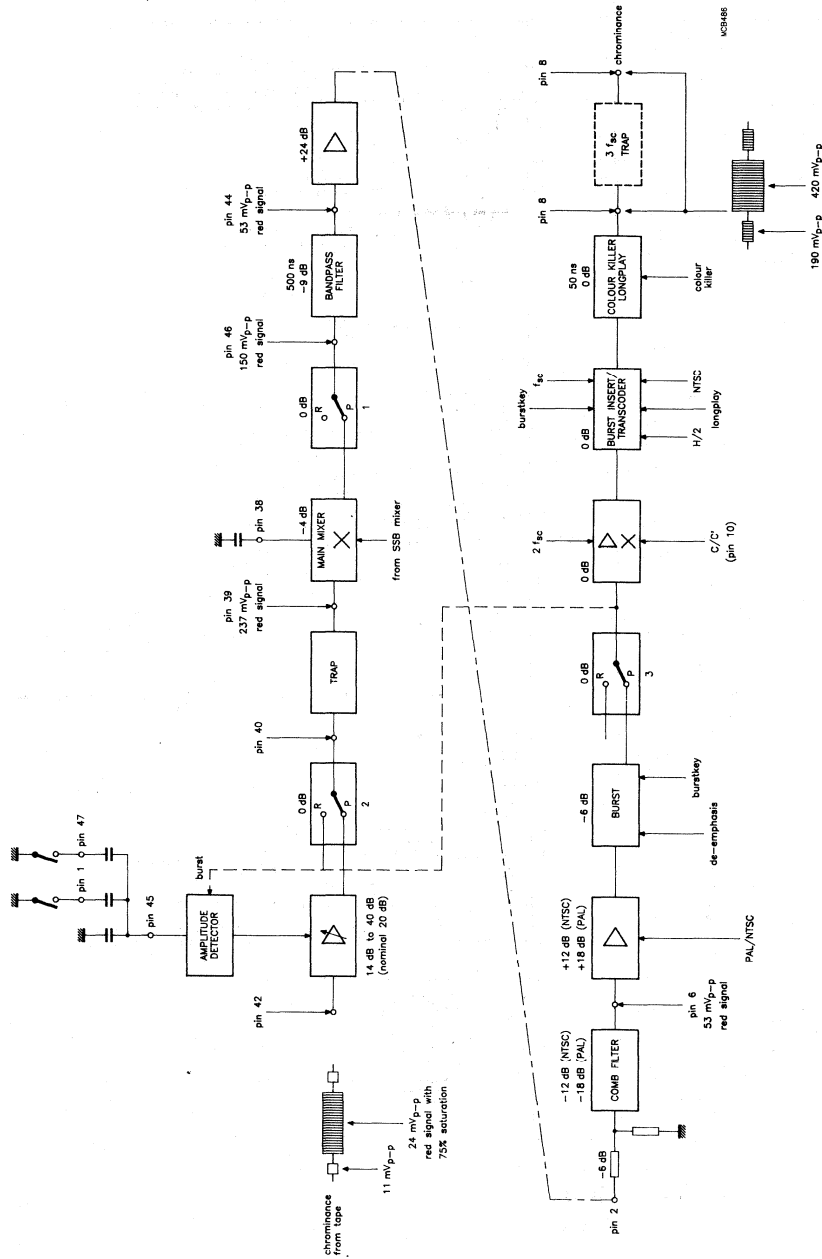 chrominance
from tape
11 mVp-p
24 mVp-p
red signal with
75% saturation
pin 42
14 dB to 40 dB
(nominal 20 dB)
AMPLITUDE
DETECTOR
burst
pin 45
pin 1
pin 47
0 dB
R
P
2
pin 40
TRAP
pin 39
237 mVp-p
red signal
MAIN MIXER
-4 dB
pin 38
from SSB mixer
0 dB
R
P
1
pin 46
150 mVp-p
red signal
500 ns
-9 dB
BANDPASS
FILTER
pin 44
53 mVp-p
red signal
+24 dB
pin 2
-6 dB
-12 dB (NTSC)
-18 dB (PAL)
COMB FILTER
pin 6
53 mVp-p
red signal
+12 dB (NTSC)
+18 dB (PAL)
PAL/NTSC
-6 dB
BURST
de-emphasis
burstkey
0 dB
R
P
3
2 fsc
0 dB
C/C'
(pin 10)
burstkey
fsc
0 dB
BURST INSERT/
TRANSCODER
H/2
longplay
NTSC
50 ns
0 dB
COLOUR KILLER
LONGPLAY
colour
killer
pin 8
3 fsc
TRAP
pin 8
chrominance
190 mVp-p
420 mVp-p
MCB486